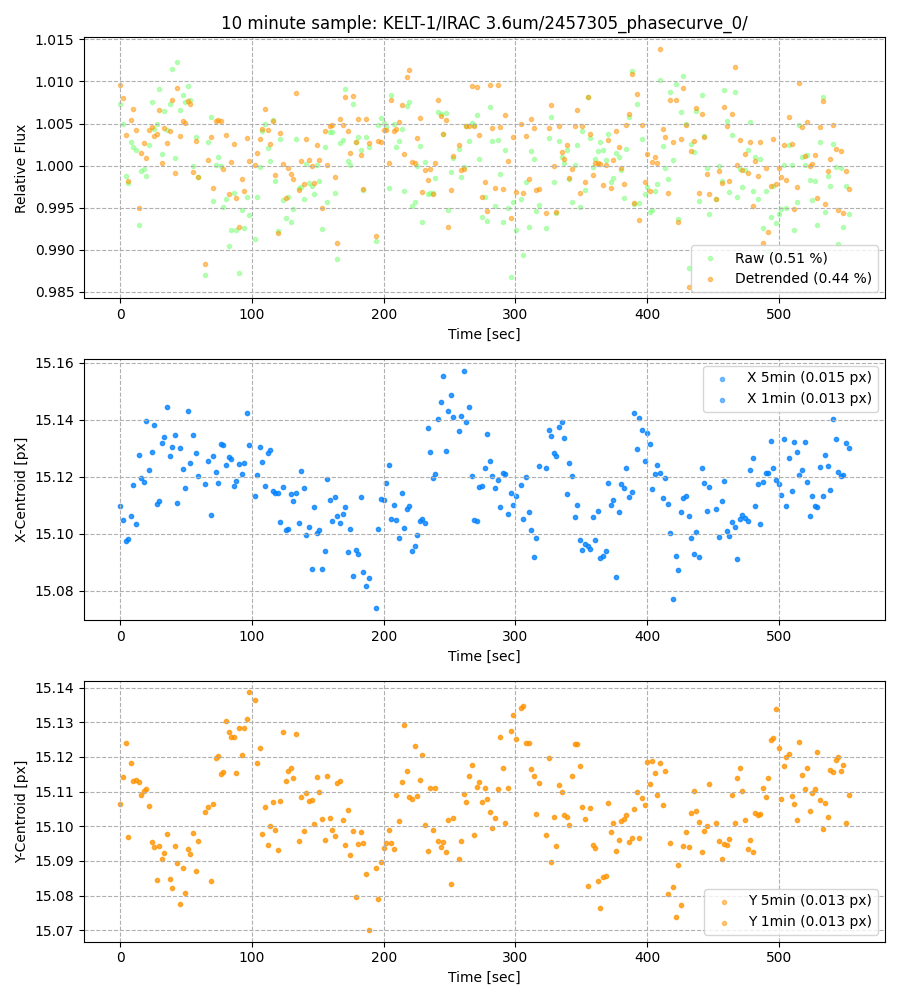 10 minute sample: KELT-1/IRAC 3.6um/2457305_phasecurve_0/
1.015
1.010
1.005
1.000
0.995
0.990
0.985
Relative Flux
Raw (0.51 %)
Detrended (0.44 %)
0 100 200 300 400 500
Time [sec]
15.16
15.14
15.12
15.10
15.08
X-Centroid [px]
X 5min (0.015 px)
X 1min (0.013 px)
0 100 200 300 400 500
Time [sec]
15.14
15.13
15.12
15.11
15.10
15.09
15.08
15.07
Y-Centroid [px]
Y 5min (0.013 px)
Y 1min (0.013 px)
0 100 200 300 400 500
Time [sec]